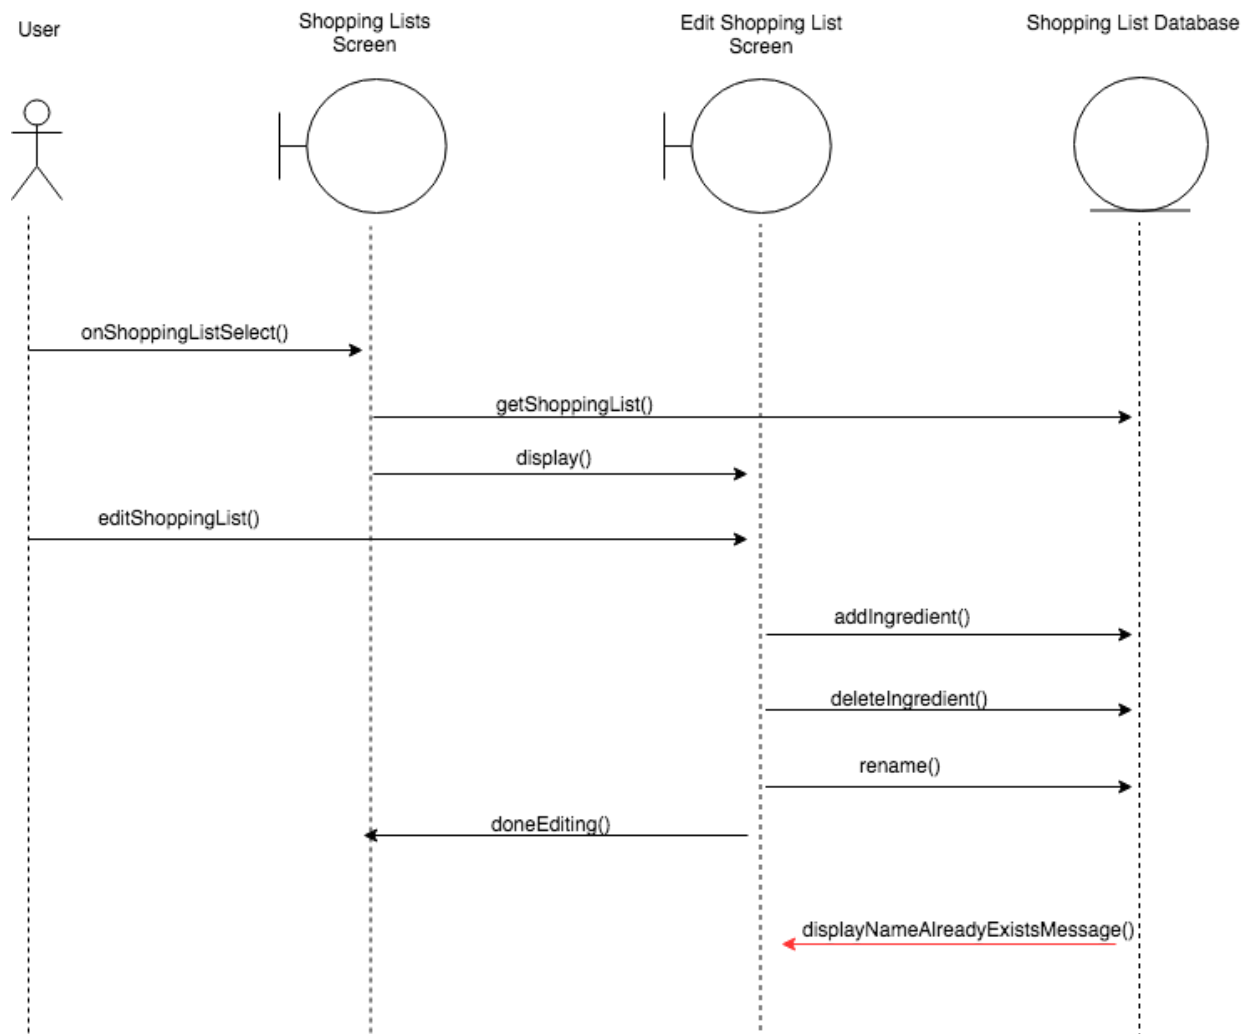 User
Shopping Lists
Screen
Edit Shopping List
Screen
Shopping List Database
onShoppingListSelect()
getShoppingList()
display()
editShoppingList()
addIngredient()
deleteIngredient()
rename()
doneEditing()
displayNameAlreadyExistsMessage()